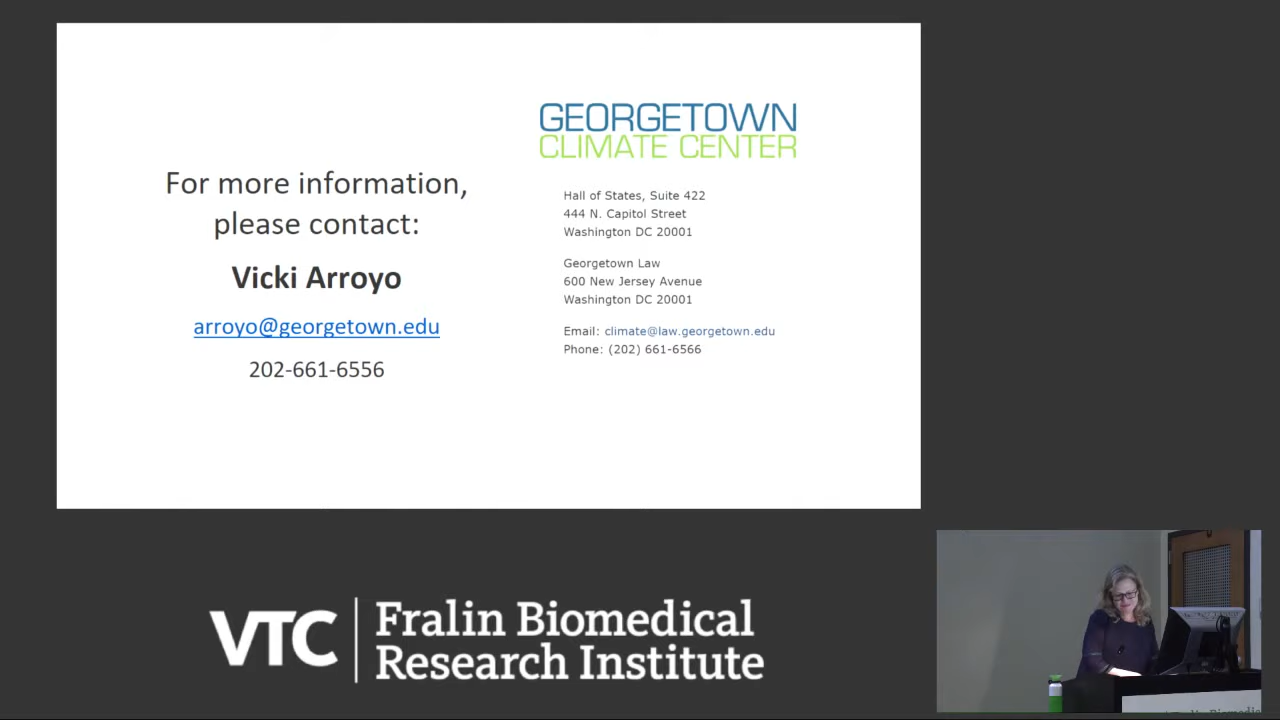 For more information,
please contact:
Vicki Arroyo
arroyo@georgetown.edu
202-661-6556
GEORGETOWN
CLIMATE CENTER
Hall of States, Suite 422
444 N. Capitol Street
Washington DC 20001
Georgetown Law
600 New Jersey Avenue
Washington DC 20001
Email: climate@law.georgetown.edu
Phone: (202) 661-6566
VTC
Fralin Biomedical
Research Institute
Fralin